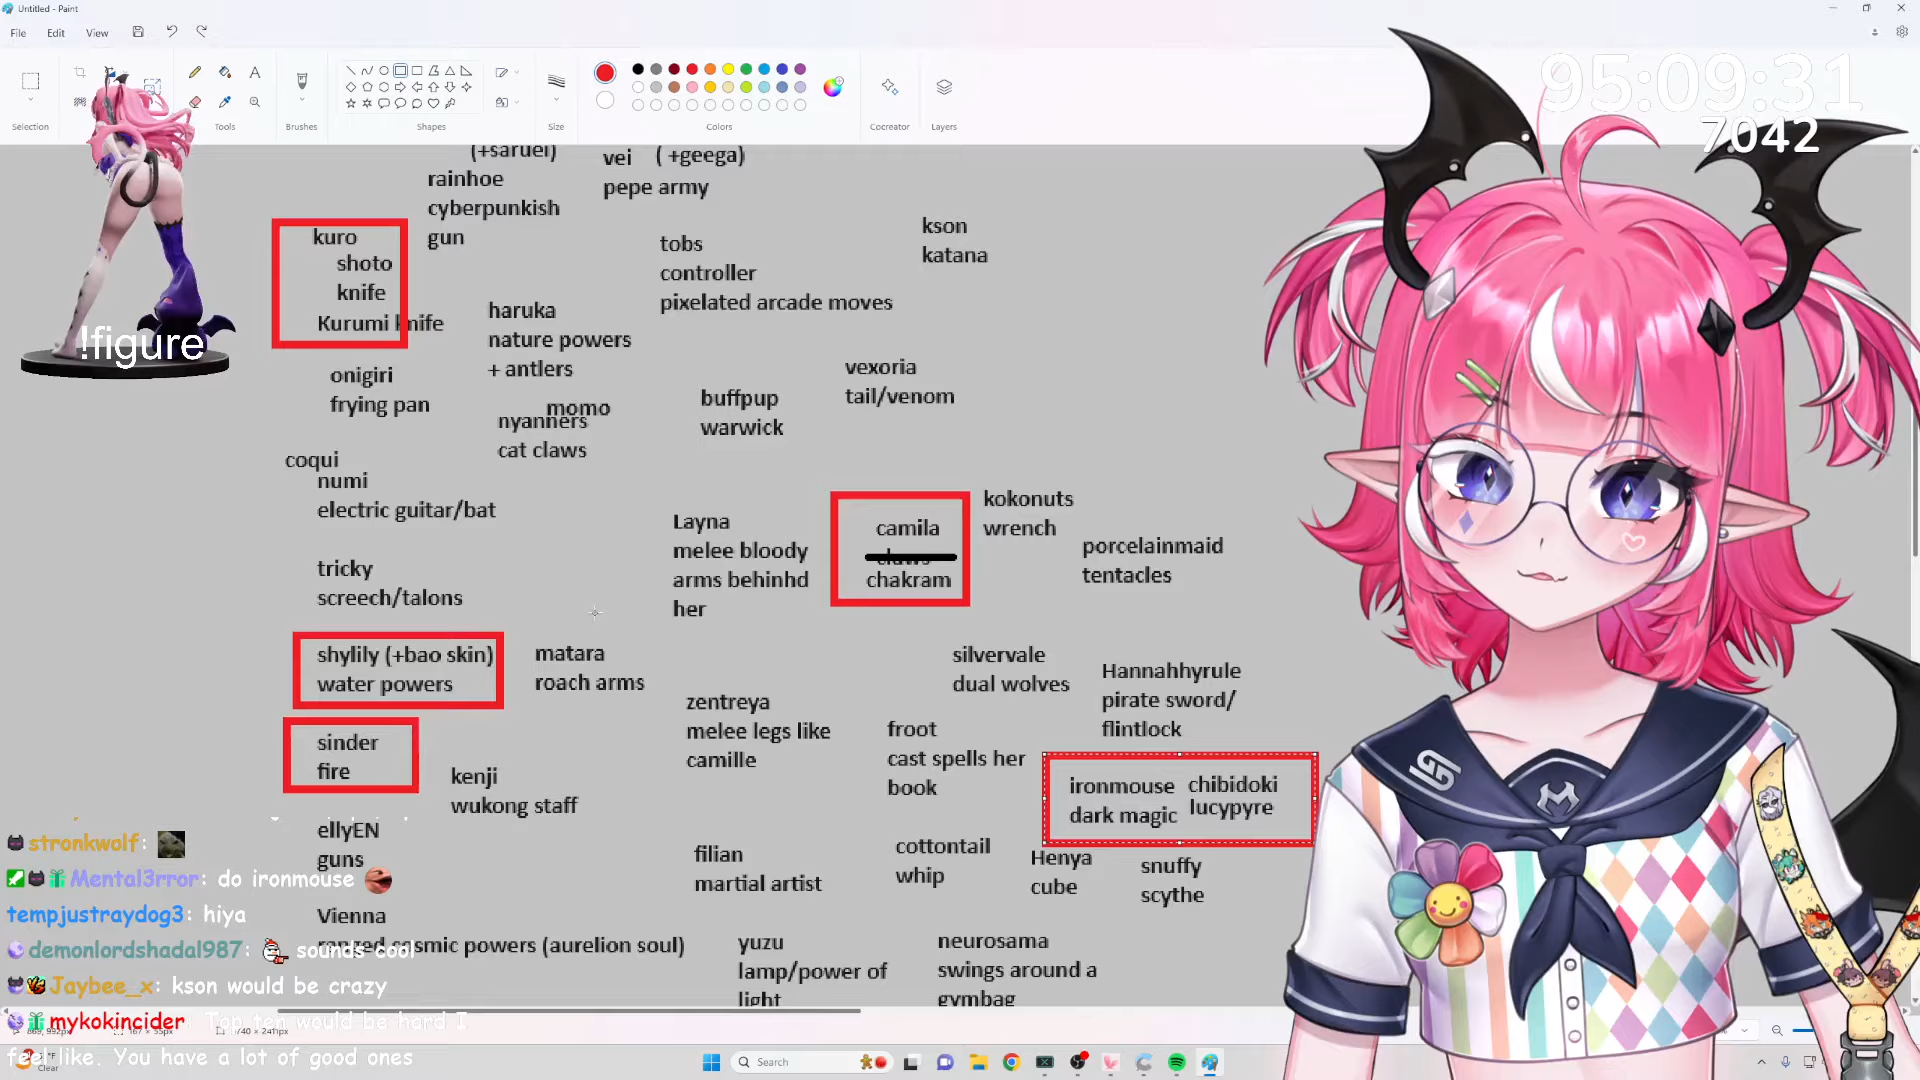 Untitled - Paint
File Edit View
Selection
Tools
Brushes
Shapes
Size
Colors
Cocreator
Layers
95:09:31
7042
!figure
(+saruei)
rainhoe
cyberpunkish
gun
vei ( +geega)
pepe army
kuro
shoto
knife
Kurumi knife
tobs
controller
pixelated arcade moves
kson
katana
haruka
nature powers
+ antlers
onigiri
frying pan
momo
nyanners
cat claws
buffpup
warwick
vexoria
tail/venom
coqui
numi
electric guitar/bat
Layna
melee bloody
arms behinhd
her
camila
claws
chakram
kokonuts
wrench
porcelainmaid
tentacles
tricky
screech/talons
shylily (+bao skin)
water powers
matara
roach arms
silvervale
dual wolves
Hannahhyrule
pirate sword/
flintlock
zentreya
melee legs like
camille
sinder
fire
froot
cast spells her
book
kenji
wukong staff
ironmouse
dark magic
chibidoki
lucypyre
ellyEN
guns
filian
martial artist
cottontail
whip
Henya
cube
snuffy
scythe
Vienna
ranged cosmic powers (aurelion soul)
yuzu
lamp/power of
light
neurosama
swings around a
gymbag
stronkwolf:
Mental3rror: do ironmouse
tempjustraydog3: hiya
demonlordshadal987: sounds cool
Jaybee_x: kson would be crazy
mykokincider Top ten would be hard I
feel like. You have a lot of good ones
Clear
Search